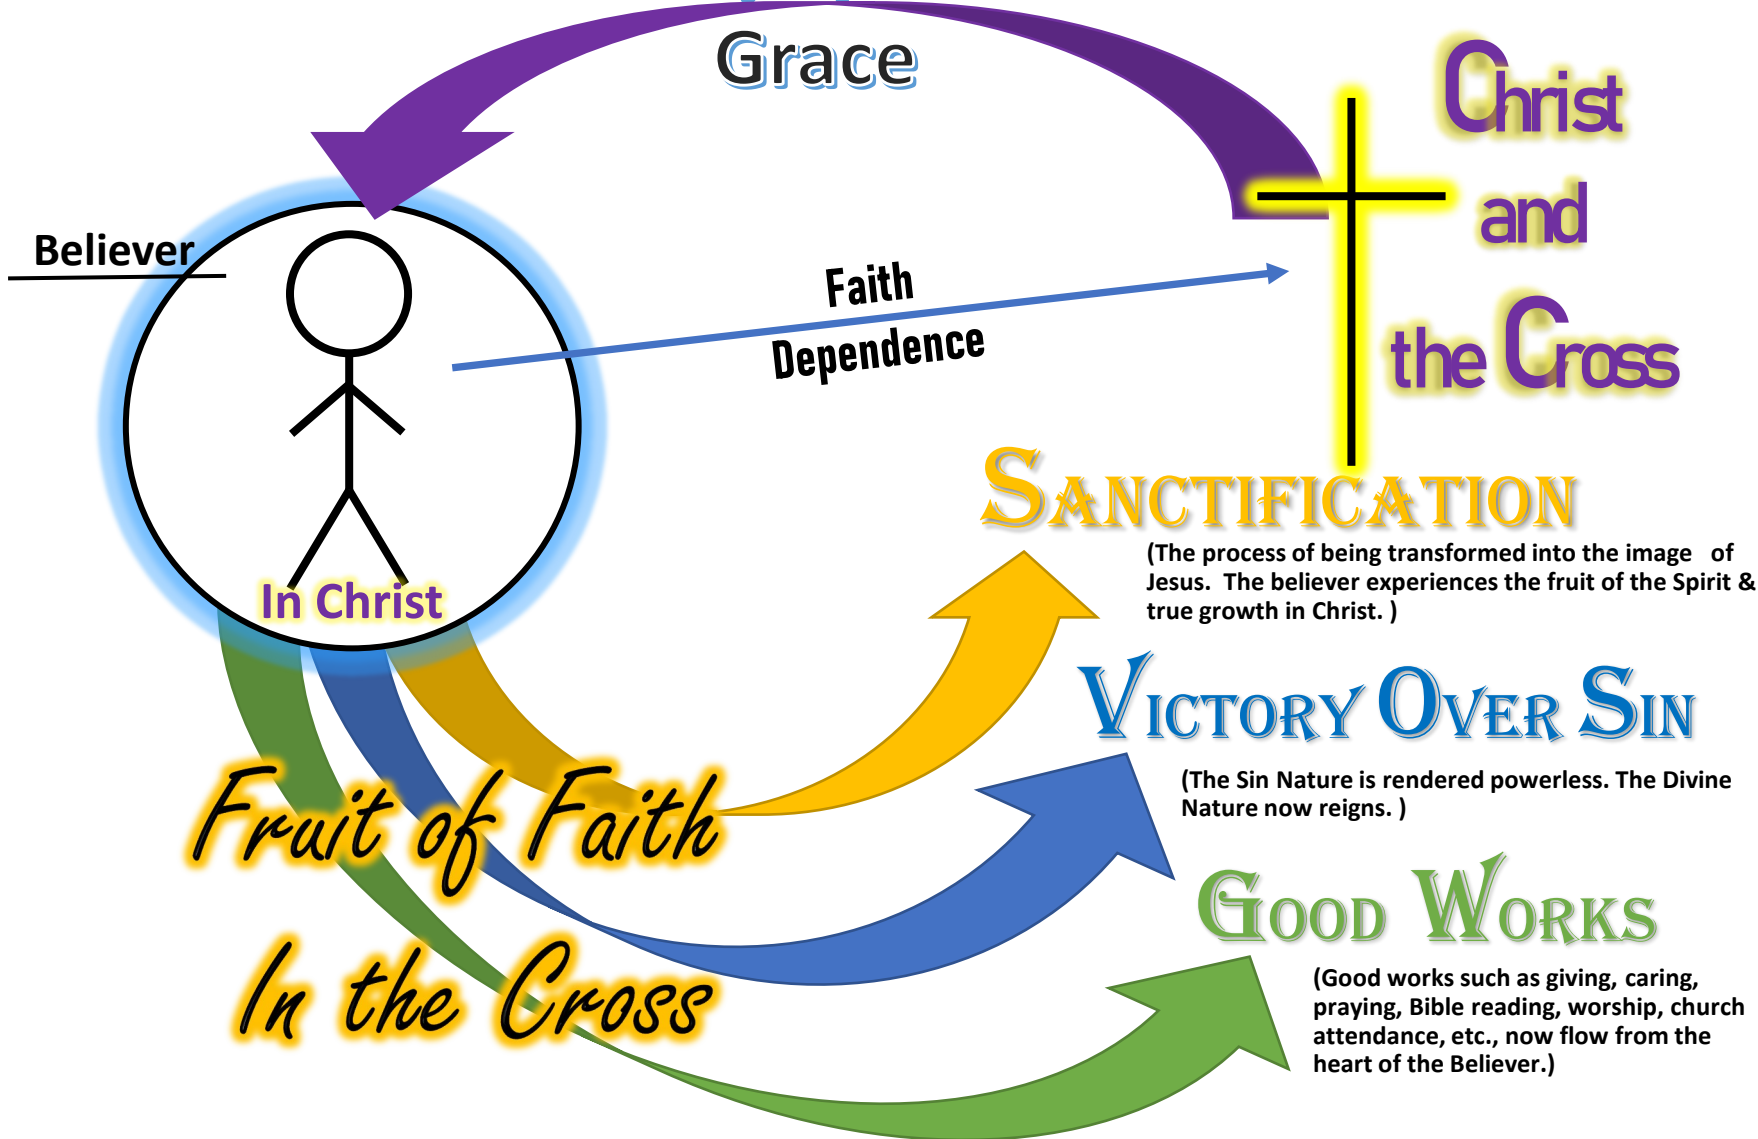 Grace
Christ
and
the Cross
Believer
Faith
Dependence
In Christ
SANCTIFICATION
(The process of being transformed into the image of
Jesus. The believer experiences the fruit of the Spirit &
true growth in Christ. )
VICTORY OVER SIN
(The Sin Nature is rendered powerless. The Divine
Nature now reigns. )
Fruit of Faith
In the Cross
GOOD WORKS
(Good works such as giving, caring,
praying, Bible reading, worship, church
attendance, etc., now flow from the
heart of the Believer.)